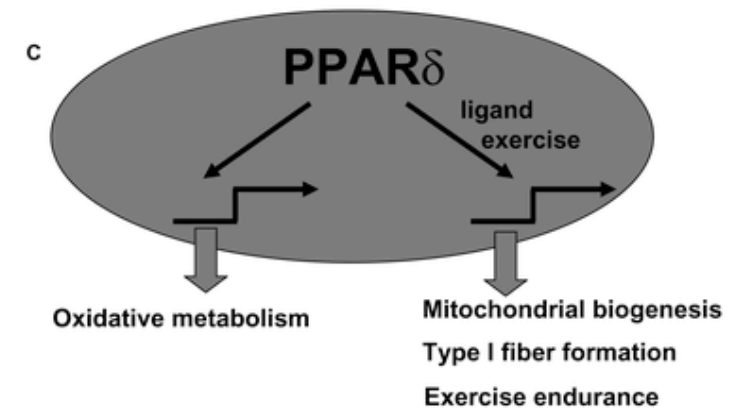 C
PPARδ
ligand
exercise
Oxidative metabolism
Mitochondrial biogenesis
Type I fiber formation
Exercise endurance